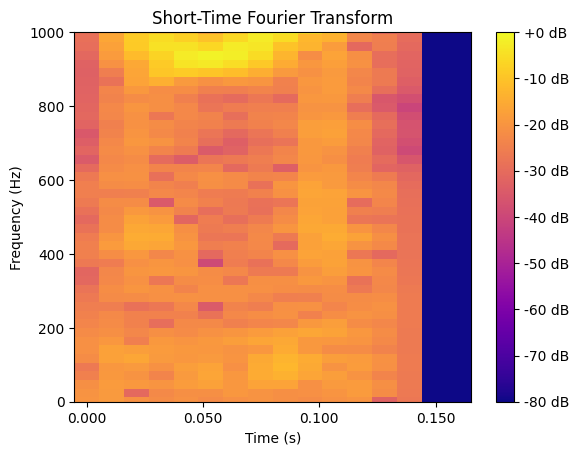 Short-Time Fourier Transform
1000
800
600
400
200
0
Frequency (Hz)
0.000
0.050
0.100
0.150
Time (s)
+0 dB
-10 dB
-20 dB
-30 dB
-40 dB
-50 dB
-60 dB
-70 dB
-80 dB